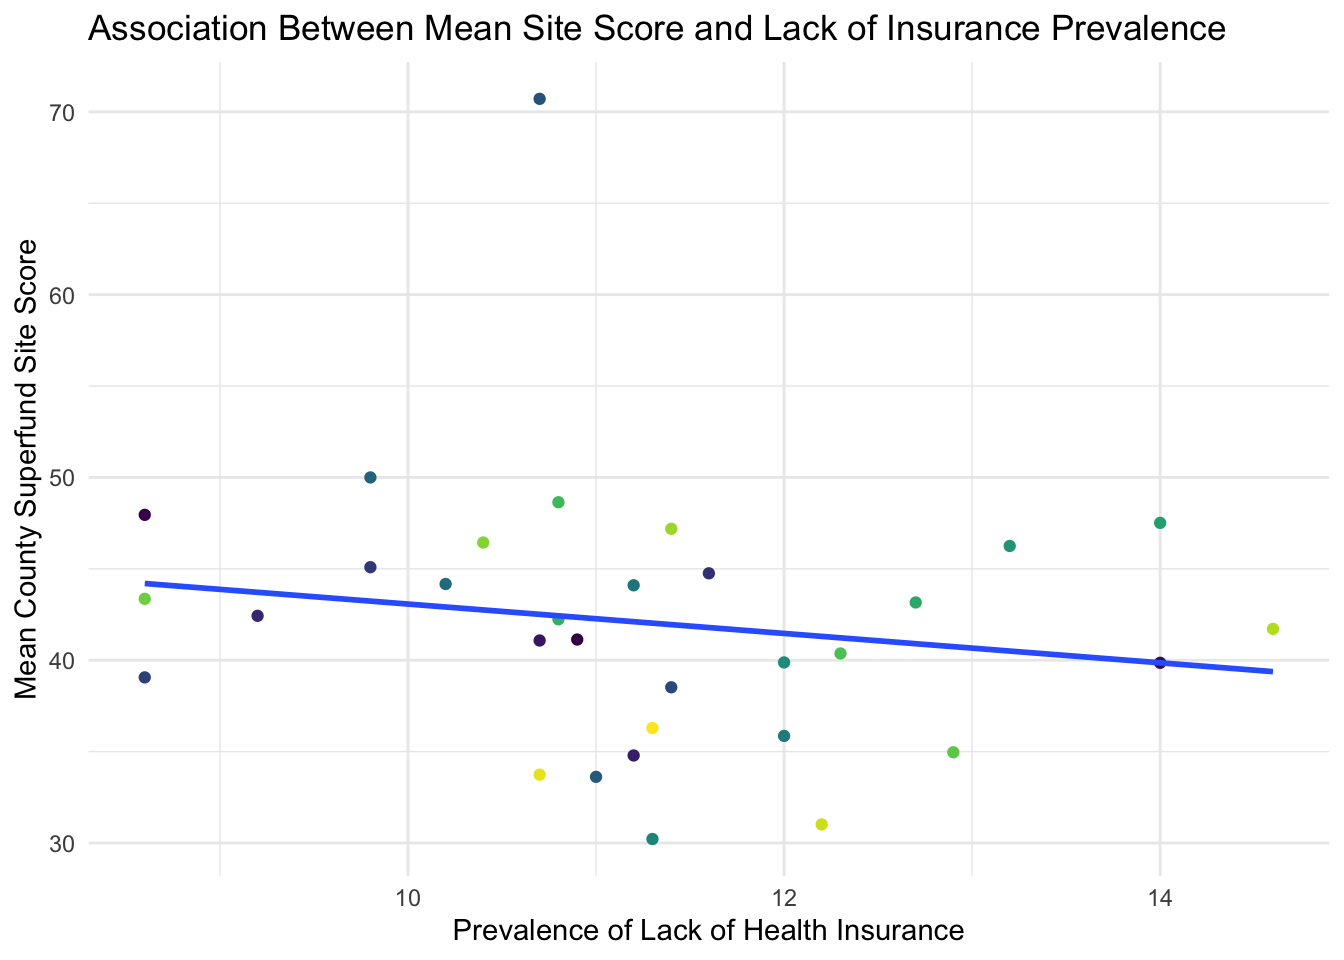 Association Between Mean Site Score and Lack of Insurance Prevalence
Mean County Superfund Site Score
70
60
50
40
30
10
12
14
Prevalence of Lack of Health Insurance